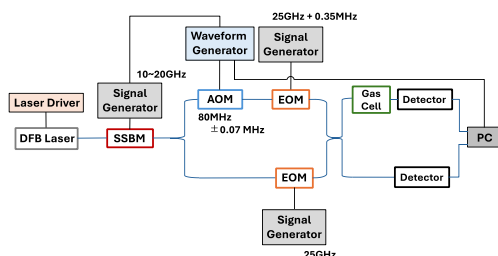 25GHz + 0.35MHz
Waveform
Generator
Signal
Generator
10~20GHz
Laser Driver
Signal
Generator
DFB Laser
SSBM
AOM
80MHz
±0.07 MHz
EOM
Gas
Cell
Detector
PC
EOM
Detector
Signal
Generator
25GHz